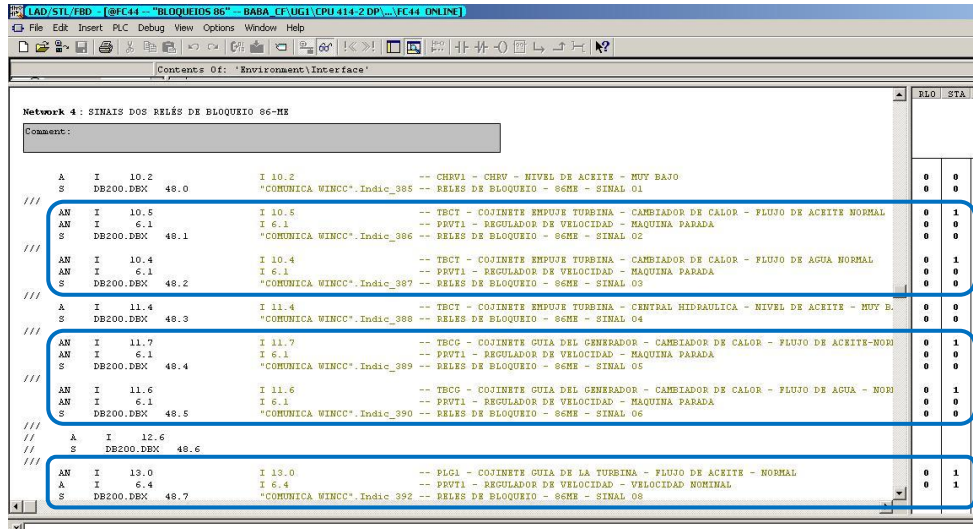 LAD/STL/FBD - [@FC44 -- "BLOQUEIOS 86" -- BABA_CF\UG1\CPU 414-2 DP\...\FC44 ONLINE]
File Edit Insert PLC Debug View Options Window Help
Contents Of: 'Environment\Interface'
RLO STA
Network 4 : SINAIS DOS RELÉS DE BLOQUEIO 86-ME
Comment:
A I 10.2 I 10.2 -- CHRV1 - CHRV - NIVEL DE ACEITE - MUY BAJO 0 0
S DB200.DBX 48.0 "COMUNICA WINCC".Indic_385 -- RELES DE BLOQUEIO - 86ME - SINAL 01 0 0
///
AN I 10.5 I 10.5 -- TBCT - COJINETE EMPUJE TURBINA - CAMBIADOR DE CALOR - FLUJO DE ACEITE NORMAL 0 1
AN I 6.1 I 6.1 -- PRVT1 - REGULADOR DE VELOCIDAD - MAQUINA PARADA 0 0
S DB200.DBX 48.1 "COMUNICA WINCC".Indic_386 -- RELES DE BLOQUEIO - 86ME - SINAL 02 0 0
///
AN I 10.4 I 10.4 -- TBCT - COJINETE EMPUJE TURBINA - CAMBIADOR DE CALOR - FLUJO DE AGUA NORMAL 0 1
AN I 6.1 I 6.1 -- PRVT1 - REGULADOR DE VELOCIDAD - MAQUINA PARADA 0 0
S DB200.DBX 48.2 "COMUNICA WINCC".Indic_387 -- RELES DE BLOQUEIO - 86ME - SINAL 03 0 0
///
A I 11.4 I 11.4 -- TBCT - COJINETE EMPUJE TURBINA - CENTRAL HIDRAULICA - NIVEL DE ACEITE - MUY B. 0 0
S DB200.DBX 48.3 "COMUNICA WINCC".Indic_388 -- RELES DE BLOQUEIO - 86ME - SINAL 04 0 0
///
AN I 11.7 I 11.7 -- TBCG - COJINETE GUIA DEL GENERADOR - CAMBIADOR DE CALOR - FLUJO DE ACEITE-NORI 0 1
AN I 6.1 I 6.1 -- PRVT1 - REGULADOR DE VELOCIDAD - MAQUINA PARADA 0 0
S DB200.DBX 48.4 "COMUNICA WINCC".Indic_389 -- RELES DE BLOQUEIO - 86ME - SINAL 05 0 0
///
AN I 11.6 I 11.6 -- TBCG - COJINETE GUIA DEL GENERADOR - CAMBIADOR DE CALOR - FLUJO DE AGUA - NORI 0 1
AN I 6.1 I 6.1 -- PRVT1 - REGULADOR DE VELOCIDAD - MAQUINA PARADA 0 0
S DB200.DBX 48.5 "COMUNICA WINCC".Indic_390 -- RELES DE BLOQUEIO - 86ME - SINAL 06 0 0
///
// A I 12.6
// S DB200.DBX 48.6
///
AN I 13.0 I 13.0 -- PLG1 - COJINETE GUIA DE LA TURBINA - FLUJO DE ACEITE - NORMAL 0 1
A I 6.4 I 6.4 -- PRVT1 - REGULADOR DE VELOCIDAD - VELOCIDAD NOMINAL 0 1
S DB200.DBX 48.7 "COMUNICA WINCC".Indic_392 -- RELES DE BLOQUEIO - 86ME - SINAL 08